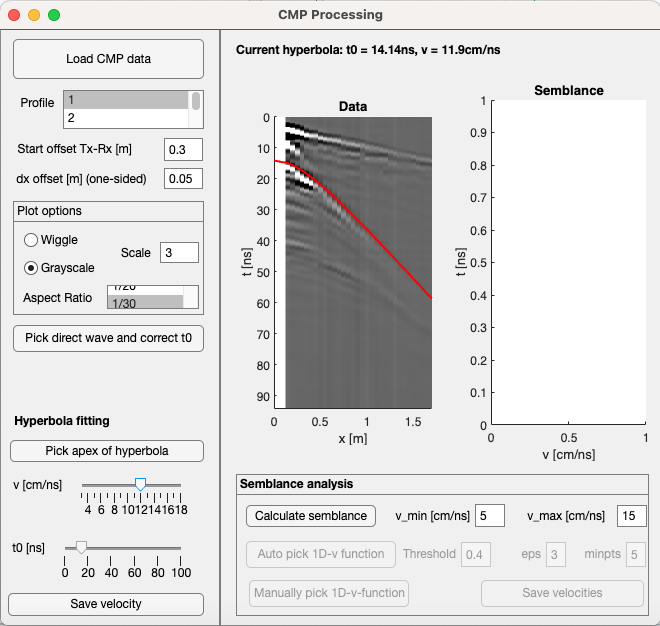 CMP Processing
Load CMP data
Profile
1
2
Start offset Tx-Rx [m]
0.3
dx offset [m] (one-sided)
0.05
Plot options
Wiggle
Grayscale
Scale
3
Aspect Ratio
1/20
1/30
Pick direct wave and correct t0
Hyperbola fitting
Pick apex of hyperbola
v [cm/ns]
4 6 8 10 12 14 16 18
t0 [ns]
0 20 40 60 80 100
Save velocity
Current hyperbola: t0 = 14.14ns, v = 11.9cm/ns
Data
0
10
20
30
40
50
60
70
80
90
t [ns]
0 0.5 1 1.5
x [m]
Semblance
1
0.9
0.8
0.7
0.6
0.5
0.4
0.3
0.2
0.1
0
t [ns]
0 0.5 1
v [cm/ns]
Semblance analysis
Calculate semblance
v_min [cm/ns]
5
v_max [cm/ns]
15
Auto pick 1D-v function
Threshold
0.4
eps
3
minpts
5
Manually pick 1D-v-function
Save velocities